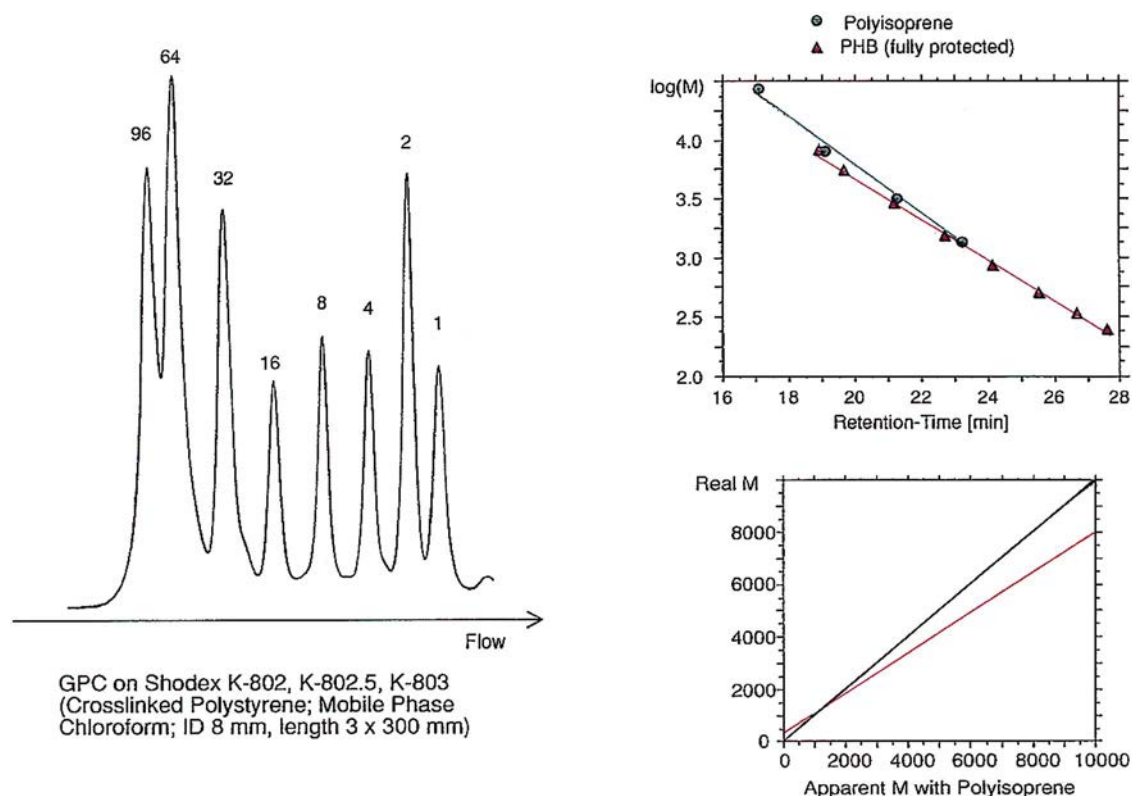 96
64
32
16
8
4
2
1
Flow
GPC on Shodex K-802, K-802.5, K-803
(Crosslinked Polystyrene; Mobile Phase
Chloroform; ID 8 mm, length 3 x 300 mm)
Polyisoprene
PHB (fully protected)
log(M)
4.0
3.5
3.0
2.5
2.0
16 18 20 22 24 26 28
Retention-Time [min]
Real M
8000
6000
4000
2000
0
0 2000 4000 6000 8000 10000
Apparent M with Polyisoprene